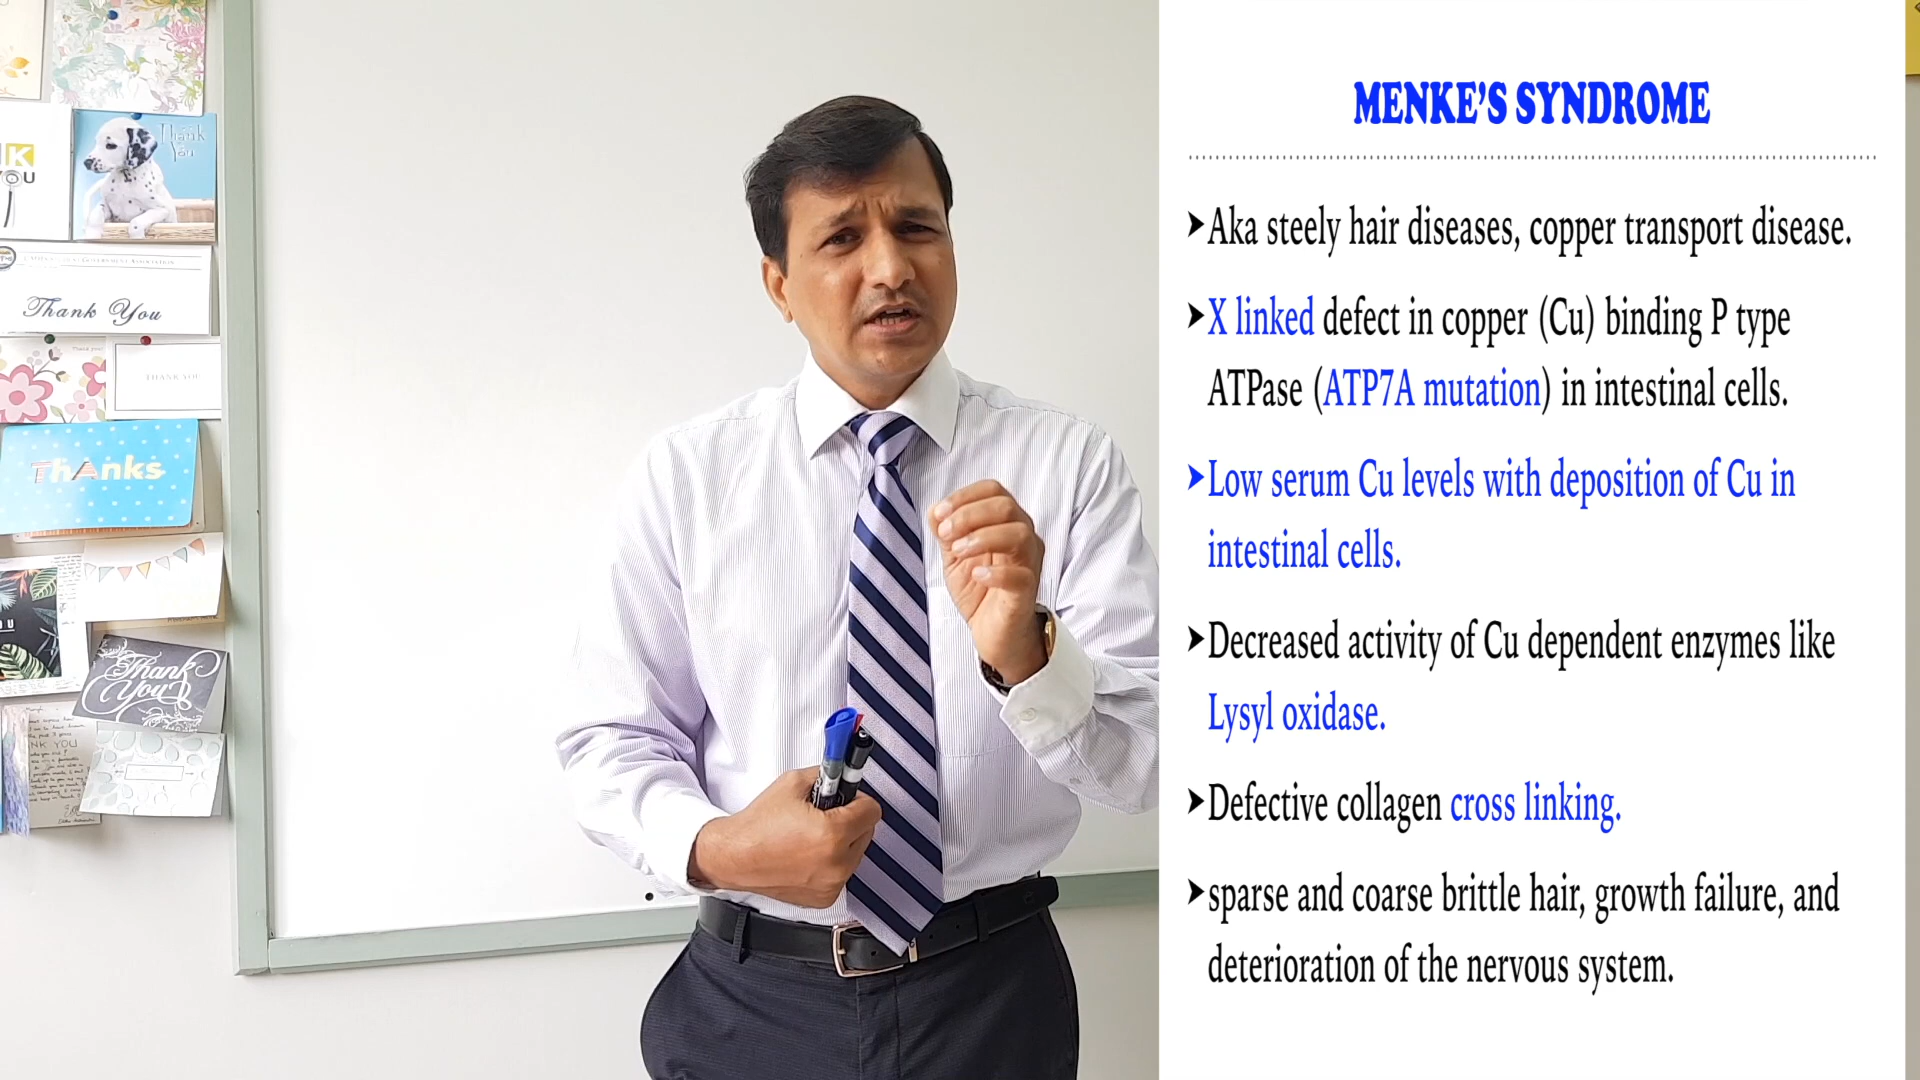 MENKE'S SYNDROME
➤Aka steely hair diseases, copper transport disease.
➤X linked defect in copper (Cu) binding P type
ATPase (ATP7A mutation) in intestinal cells.
➤Low serum Cu levels with deposition of Cu in
intestinal cells.
➤Decreased activity of Cu dependent enzymes like
Lysyl oxidase.
➤Defective collagen cross linking.
➤sparse and coarse brittle hair, growth failure, and
deterioration of the nervous system.
Thank
You
K
YOU
Thank You
THANK YOU
Thanks
Thank
You
NK YOU